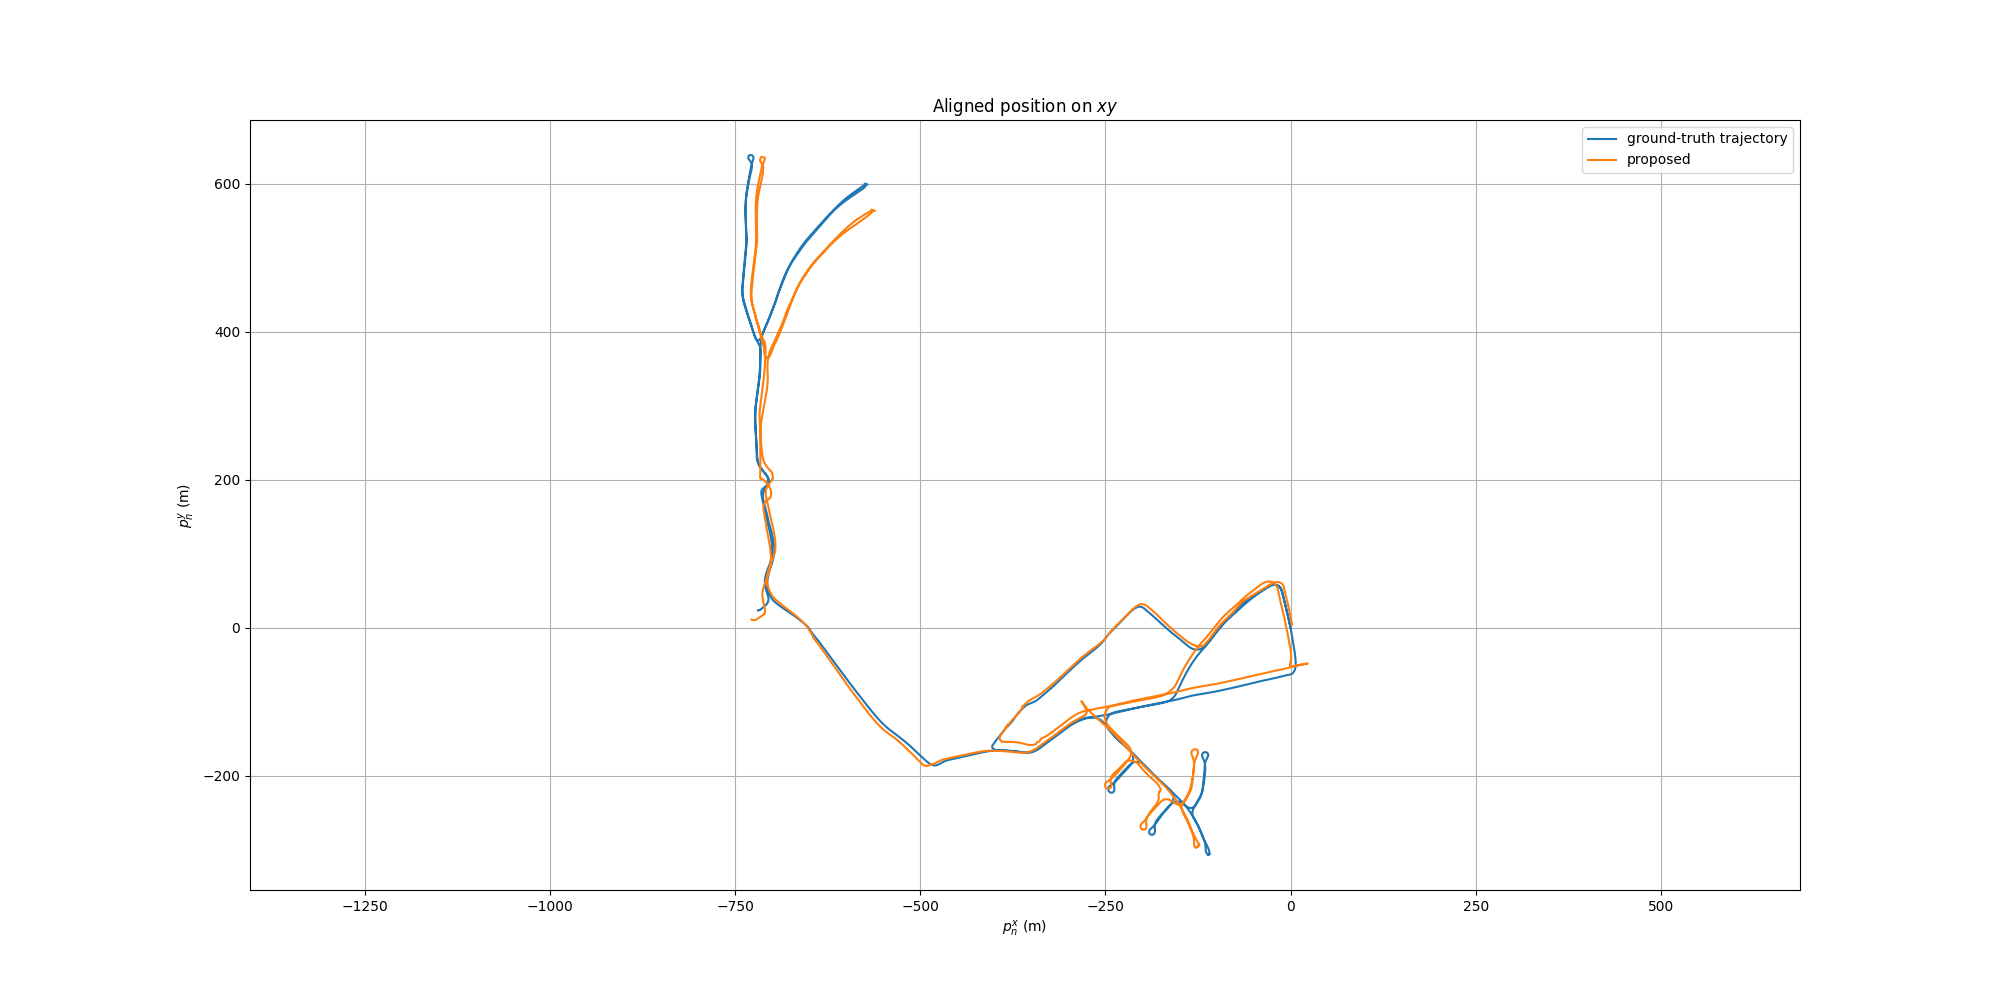 Aligned position on xy
ground-truth trajectory
proposed
600
400
200
0
−200
p_n^y (m)
−1250
−1000
−750
−500
−250
0
250
500
p_n^x (m)